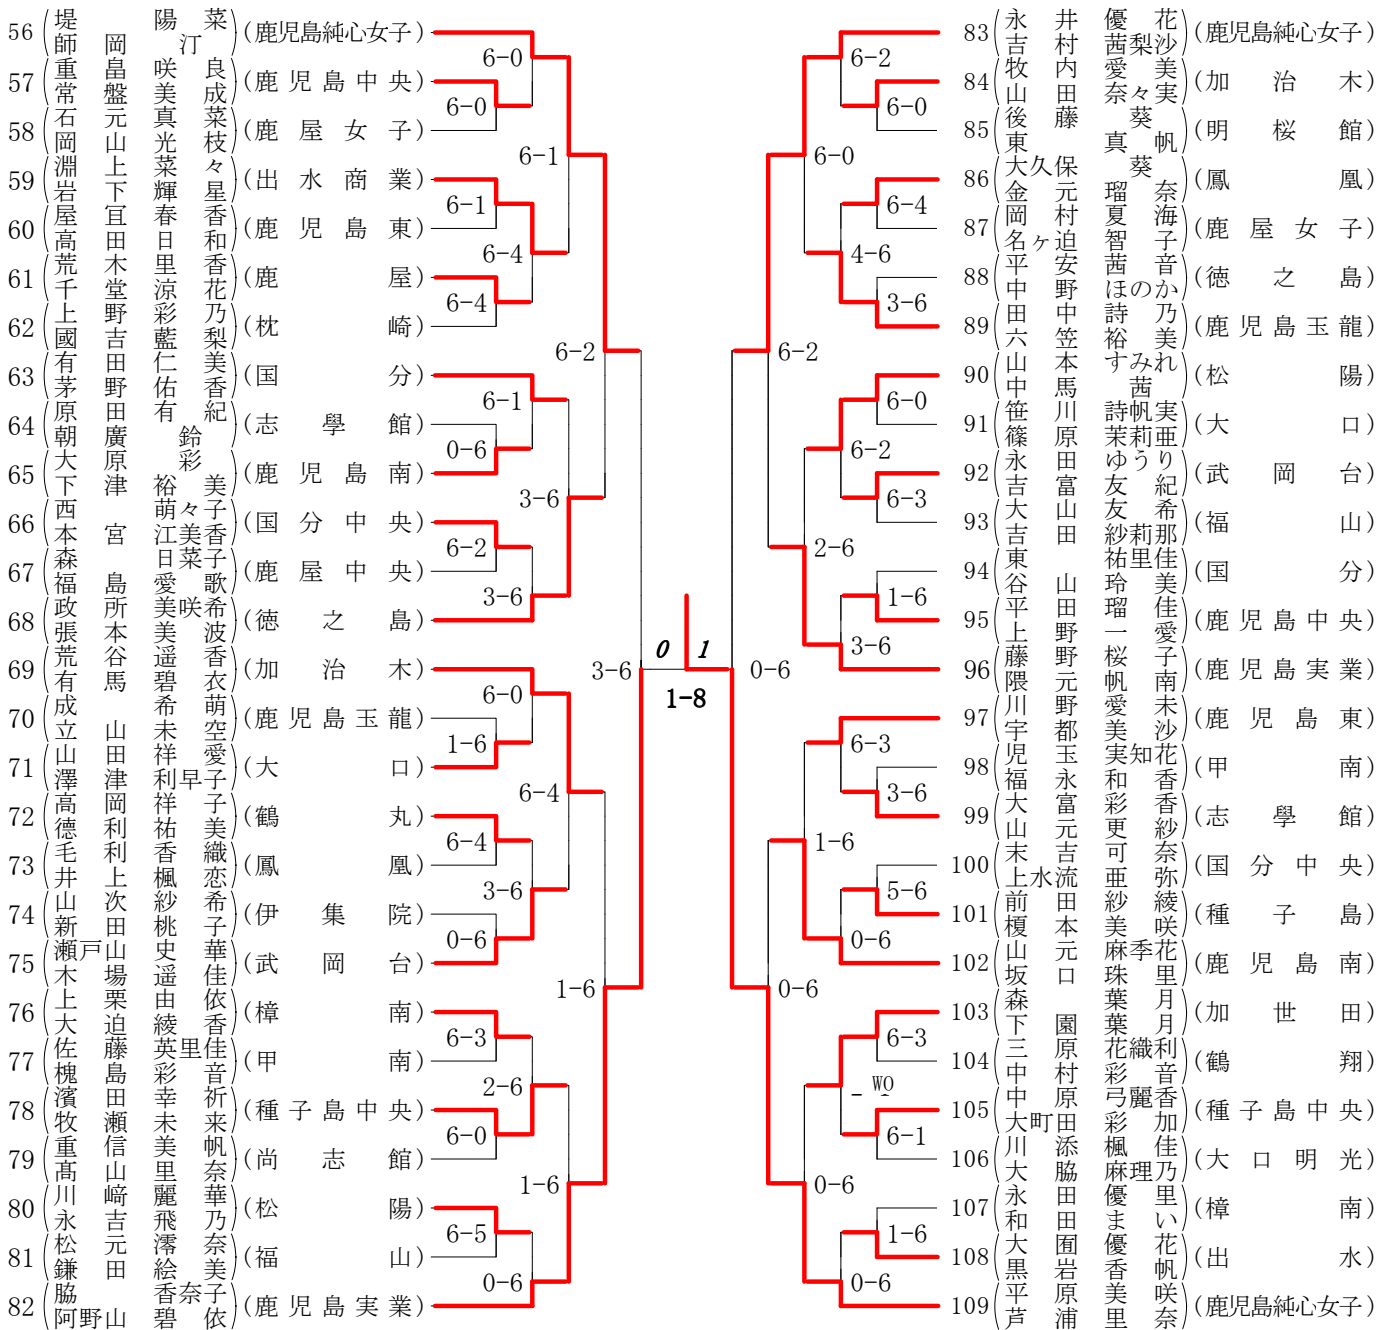 56 堤 陽菜 師岡 汀 (鹿児島純心女子)
57 重畠咲良 常盤美成 (鹿児島中央)
58 石元真菜 岡山光枝 (鹿屋女子)
59 淵上菜々 岩下輝星 (出水商業)
60 屋宜春香 高田日和 (鹿児島東)
61 荒木里香 千堂涼花 (鹿屋)
62 上野彩乃 國吉藍梨 (枕崎)
63 有田仁美 茅野佑香 (国分)
64 原田有紀 朝廣鈴 (志學館)
65 大原彩 下津裕美 (鹿児島南)
66 西萌々子 本宮江美香 (国分中央)
67 森日菜子 福島愛歌 (鹿屋中央)
68 政所美咲希 張本美波 (徳之島)
69 荒谷遥香 有馬碧衣 (加治木)
70 成希萌 立山未空 (鹿児島玉龍)
71 山田祥愛 澤津利早子 (大口)
72 高岡祥子 德利祐美 (鶴丸)
73 毛利香織 井上楓恋 (鳳凰)
74 山次紗希 新田桃子 (伊集院)
75 瀬戸山史華 木場遥佳 (武岡台)
76 上栗由依 大迫綾香 (樟南)
77 佐藤英里佳 槐島彩音 (甲南)
78 濱田幸祈 牧瀬未来 (種子島中央)
79 重信美帆 髙山里奈 (尚志館)
80 川﨑麗華 永吉飛乃 (松陽)
81 松元澪奈 鎌田絵美 (福山)
82 脇香奈子 阿野山碧依 (鹿児島実業)
6-0
6-0
6-1
6-1
6-4
6-4
6-2
6-1
0-6
3-6
6-2
3-6
3-6
6-0
1-6
6-4
6-4
3-6
0-6
1-6
6-3
2-6
6-0
1-6
6-5
0-6
0 1
1-8
83 永井優花 吉村茜梨沙 (鹿児島純心女子)
84 牧内愛美 山田奈々実 (加治木)
85 後藤葵 東真帆 (明桜館)
86 大久保葵 金元瑠奈 (鳳凰)
87 岡村夏海 名ヶ迫智子 (鹿屋女子)
88 平安茜音 中野ほのか (徳之島)
89 田中詩乃 六笠裕美 (鹿児島玉龍)
90 山本すみれ 中馬茜 (松陽)
91 笹川詩帆実 篠原茉莉亜 (大口)
92 永田ゆうり 吉富友紀 (武岡台)
93 大山友希 吉田紗莉那 (福山)
94 東祐里佳 谷山玲美 (国分)
95 平田瑠佳 上野一愛 (鹿児島中央)
96 藤野桜子 隈元帆南 (鹿児島実業)
97 川野愛未 宇都美沙 (鹿児島東)
98 児玉実知花 福永和香 (甲南)
99 大富彩香 山元更紗 (志學館)
100 末吉可奈 上水流亜弥 (国分中央)
101 前田紗綾 榎本美咲 (種子島)
102 山元麻季花 坂口珠里 (鹿児島南)
103 森葉月 下園葉月 (加世田)
104 三原花織利 中村彩音 (鶴翔)
105 中原弓麗香 大町田彩加 (種子島中央)
106 川添楓佳 大脇麻理乃 (大口明光)
107 永田優里 和田まい (樟南)
108 大囿優花 黒岩香帆 (出水)
109 平原美咲 芦浦里奈 (鹿児島純心女子)
6-2
6-0
6-0
6-4
4-6
3-6
6-2
6-0
6-2
6-3
2-6
1-6
3-6
0-6
6-3
3-6
1-6
5-6
0-6
0-6
6-3
WO
6-1
0-6
1-6
0-6